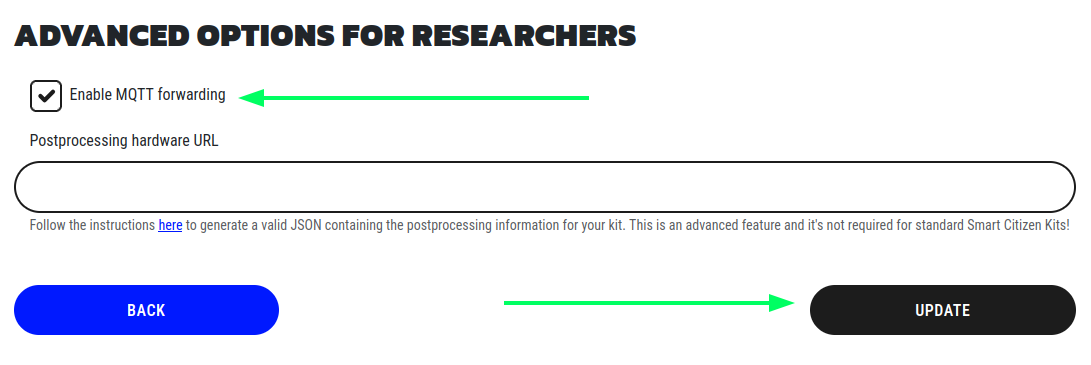 ADVANCED OPTIONS FOR RESEARCHERS
Enable MQTT forwarding
Postprocessing hardware URL
Follow the instructions here to generate a valid JSON containing the postprocessing information for your kit. This is an advanced feature and it's not required for standard Smart Citizen Kits!
BACK
UPDATE